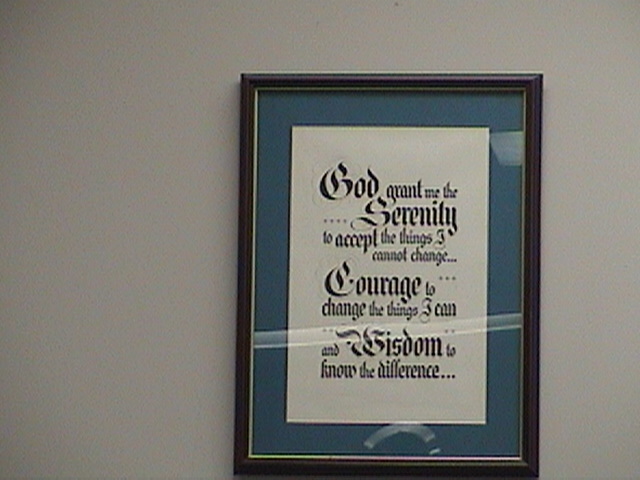 God grant me the
.... Serenity
to accept the things I
cannot change...
Courage to ...
change the things I can
.. ..
and Wisdom to
know the difference...